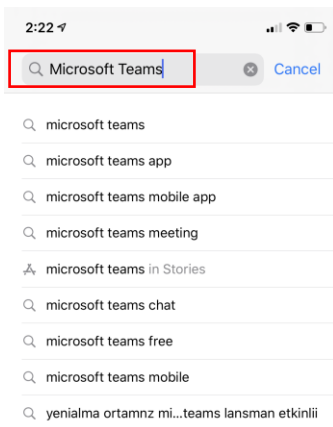 2:22
Microsoft Teams
Cancel
microsoft teams
microsoft teams app
microsoft teams mobile app
microsoft teams meeting
microsoft teams in Stories
microsoft teams chat
microsoft teams free
microsoft teams mobile
yenialma ortamnz mi...teams lansman etkinlii